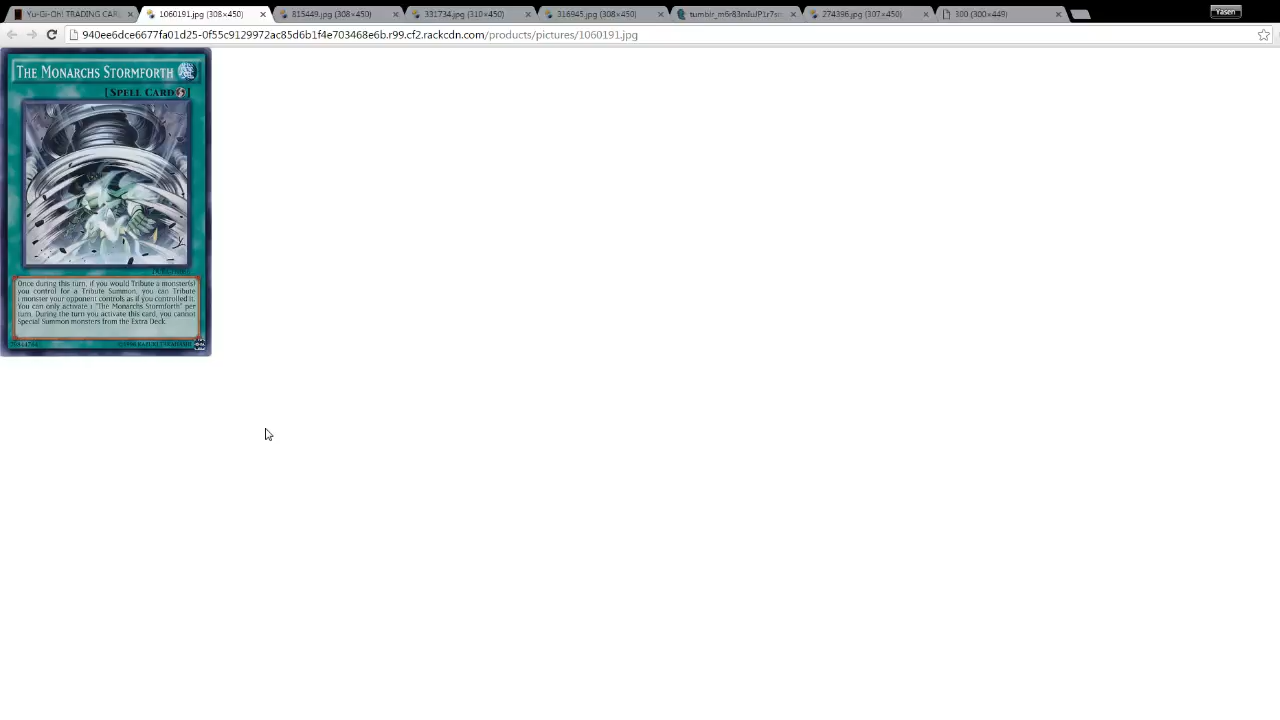 Yu-Gi-Oh! TRADING CAR
1060191.jpg (308×450)
815449.jpg (308×450)
331734.jpg (310×450)
316945.jpg (308×450)
274396.jpg (307×450)
300 (300×449)
Yasen
940ee6dce6677fa01d25-0f55c9129972ac85d6b1f4e703468e6b.r99.cf2.rackcdn.com/products/pictures/1060191.jpg
THE MONARCHS STORMFORTH
[SPELL CARD]
Once during this turn, if you would Tribute a monster(s)
you control for a Tribute Summon, you can Tribute
1 monster your opponent controls as if you controlled it.
You can only activate 1 "The Monarchs Stormforth" per
turn. During the turn you activate this card, you cannot
Special Summon monsters from the Extra Deck.
©1996 KAZUKI TAKAHASHI